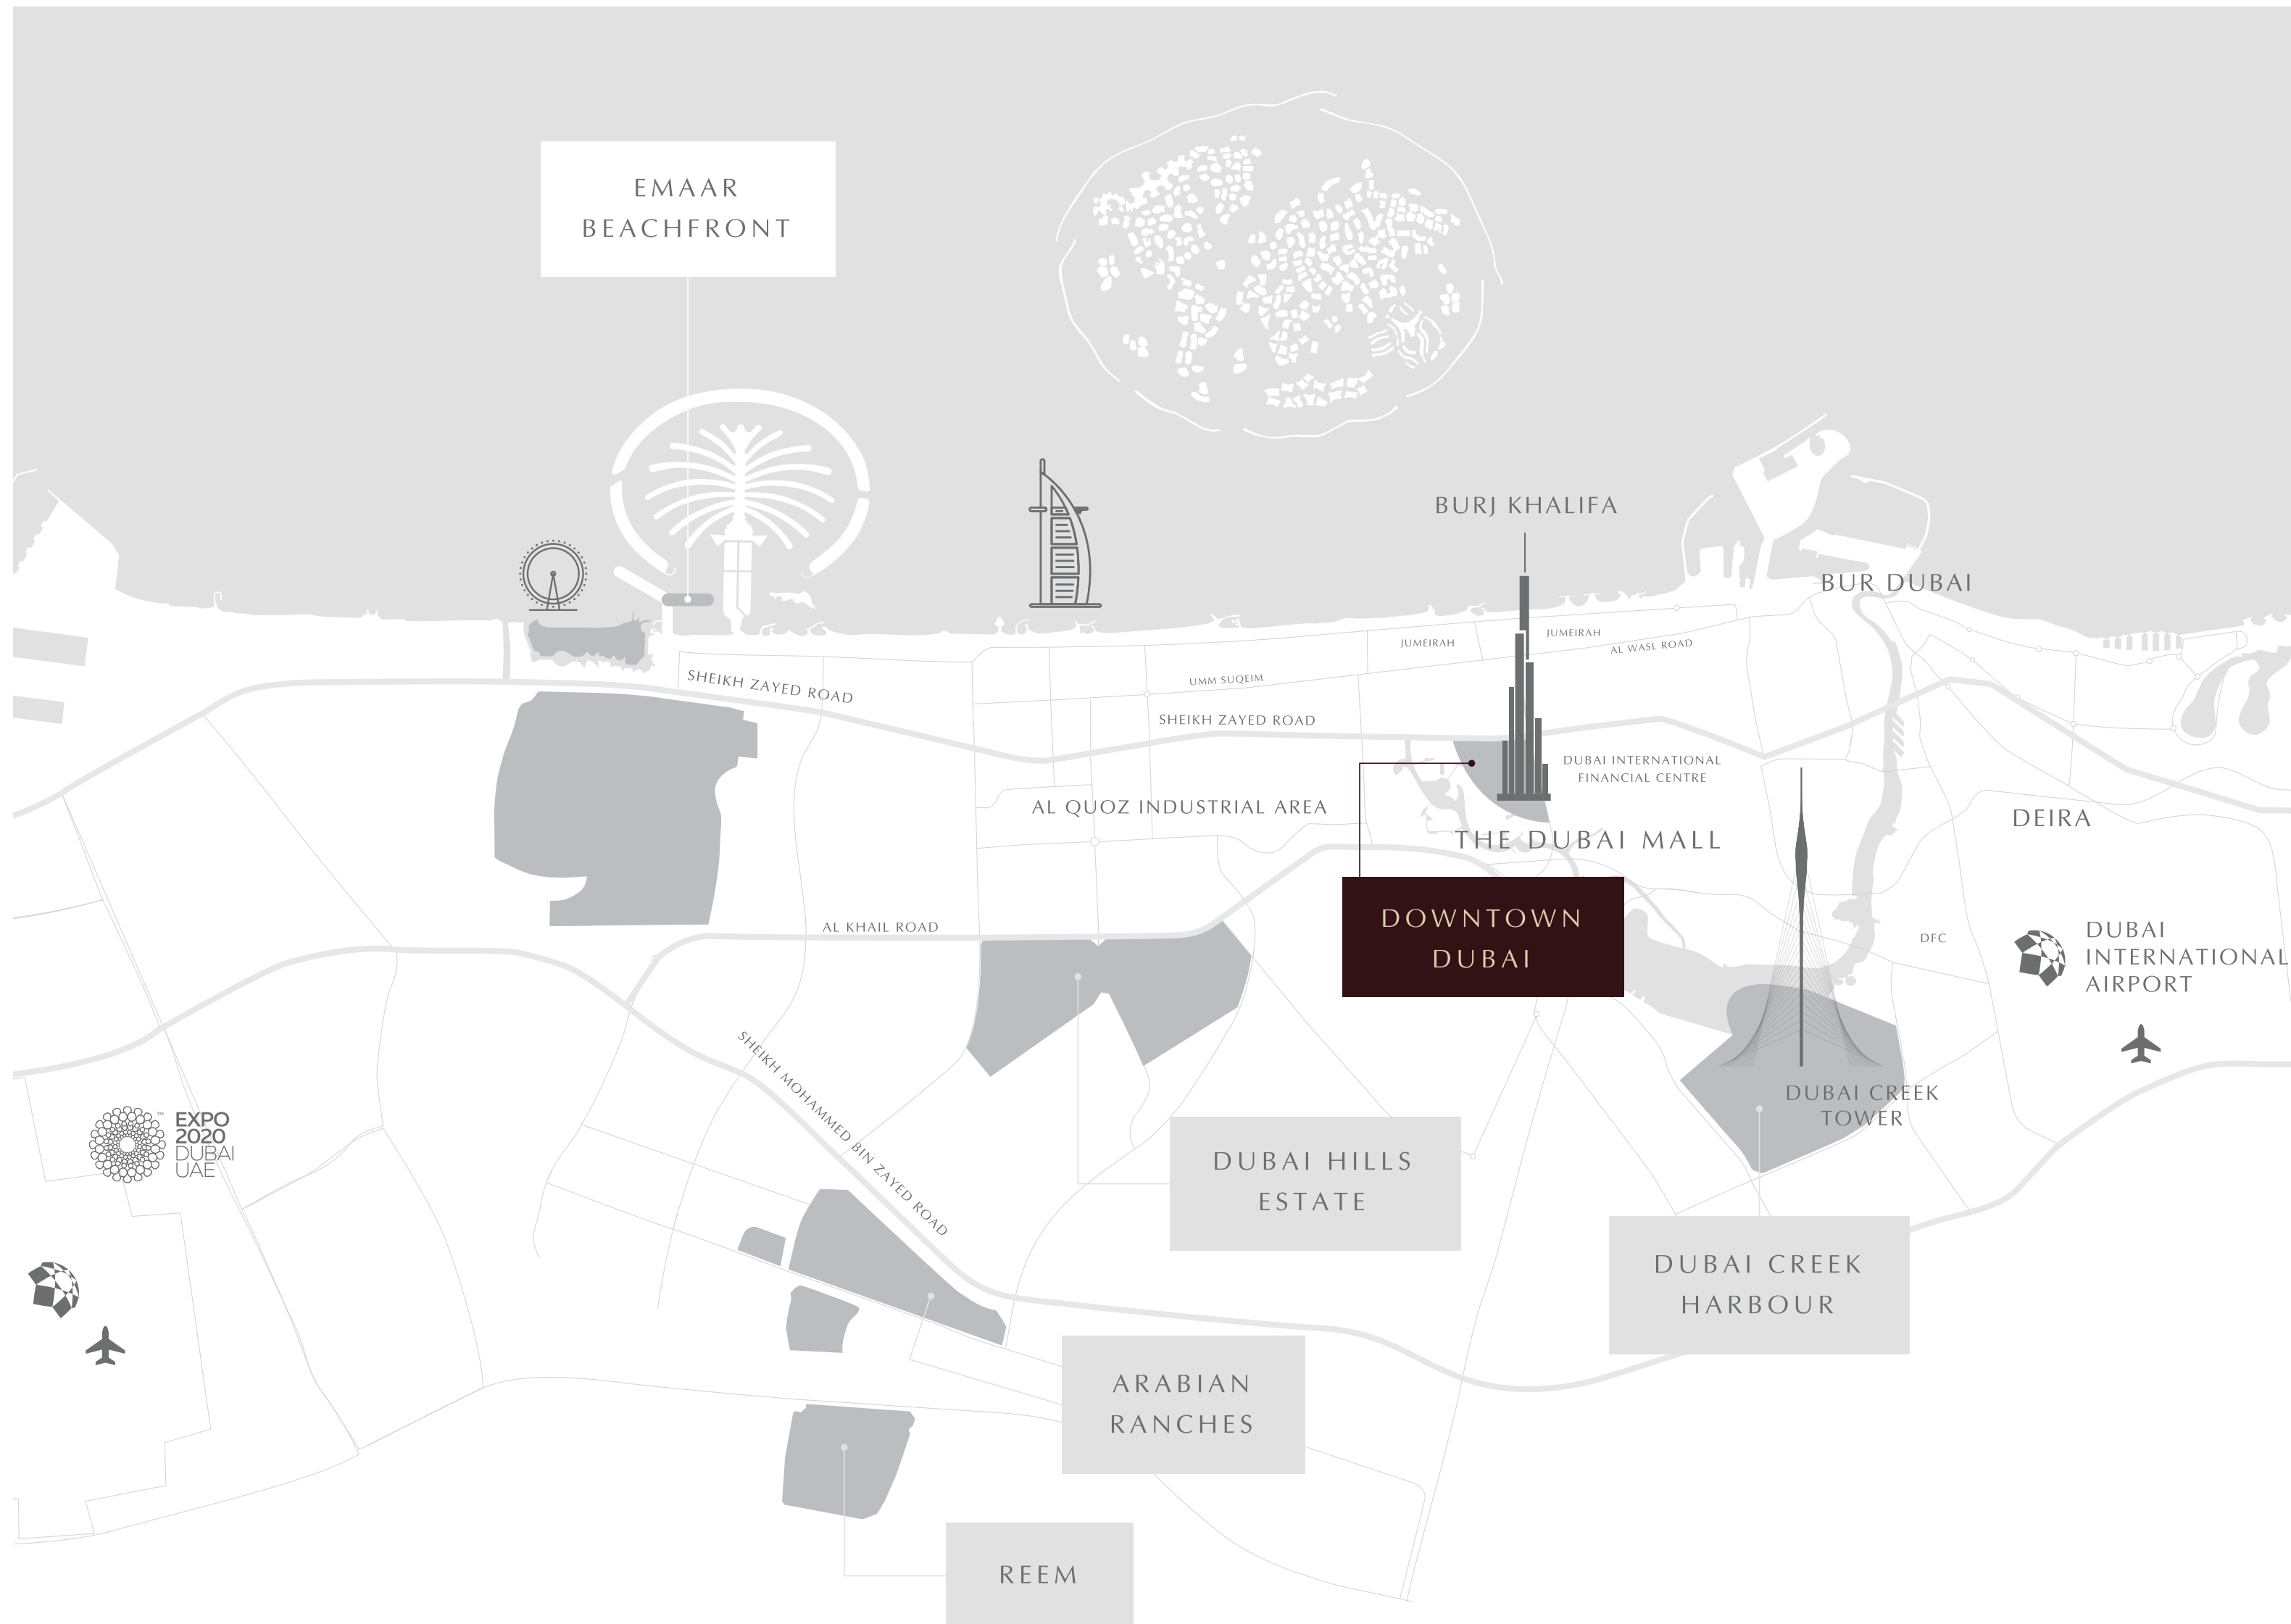 EMAAR
BEACHFRONT
BURJ KHALIFA
BUR DUBAI
JUMEIRAH
JUMEIRAH
AL WASL ROAD
SHEIKH ZAYED ROAD
UMM SUQEIM
SHEIKH ZAYED ROAD
DUBAI INTERNATIONAL
FINANCIAL CENTRE
AL QUOZ INDUSTRIAL AREA
DEIRA
THE DUBAI MALL
DOWNTOWN
DUBAI
AL KHAIL ROAD
DFC
DUBAI
INTERNATIONAL
AIRPORT
SHEIKH MOHAMMED BIN ZAYED ROAD
DUBAI CREEK
TOWER
™
EXPO
2020
DUBAI
UAE
DUBAI HILLS
ESTATE
DUBAI CREEK
HARBOUR
ARABIAN
RANCHES
REEM